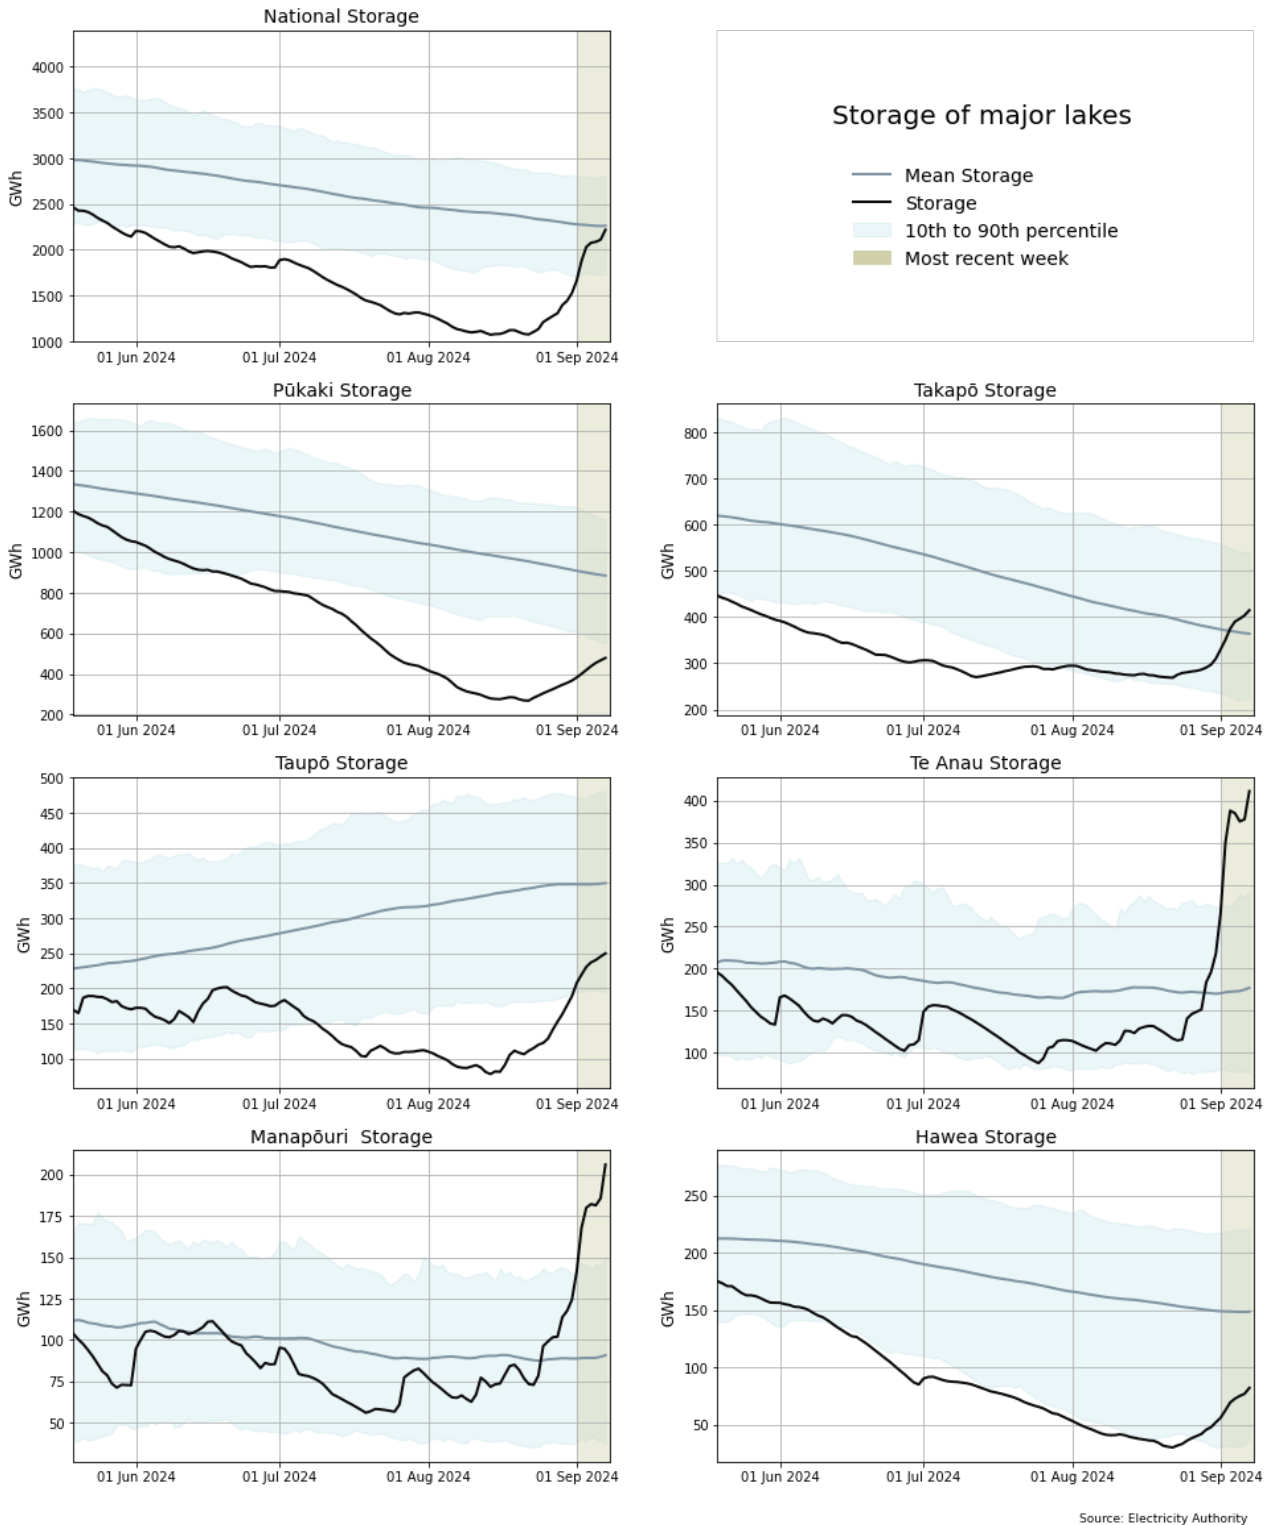 National Storage
GWh
4000
3500
3000
2500
2000
1500
1000
01 Jun 2024 01 Jul 2024 01 Aug 2024 01 Sep 2024
Storage of major lakes
Mean Storage
Storage
10th to 90th percentile
Most recent week
Pūkaki Storage
GWh
1600
1400
1200
1000
800
600
400
200
01 Jun 2024 01 Jul 2024 01 Aug 2024 01 Sep 2024
Takapō Storage
GWh
800
700
600
500
400
300
200
01 Jun 2024 01 Jul 2024 01 Aug 2024 01 Sep 2024
Taupō Storage
GWh
500
450
400
350
300
250
200
150
100
01 Jun 2024 01 Jul 2024 01 Aug 2024 01 Sep 2024
Te Anau Storage
GWh
400
350
300
250
200
150
100
01 Jun 2024 01 Jul 2024 01 Aug 2024 01 Sep 2024
Manapōuri  Storage
GWh
200
175
150
125
100
75
50
01 Jun 2024 01 Jul 2024 01 Aug 2024 01 Sep 2024
Hawea Storage
GWh
250
200
150
100
50
01 Jun 2024 01 Jul 2024 01 Aug 2024 01 Sep 2024
Source: Electricity Authority